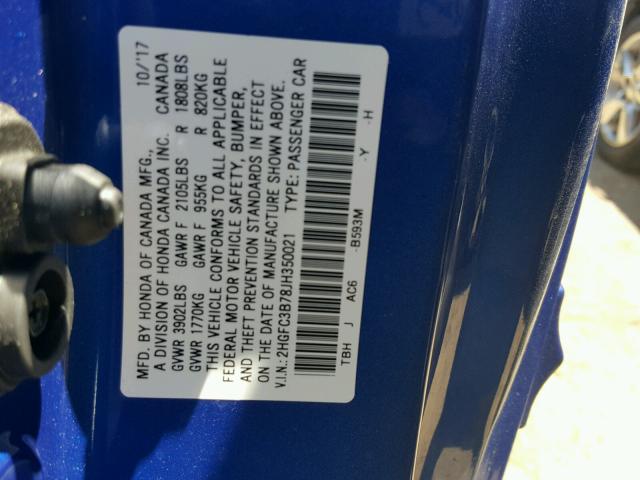 MFD. BY HONDA OF CANADA MFG., 10/'17
A DIVISION OF HONDA CANADA INC. CANADA
GVWR 3902LBS GAWR F 2105LBS R 1808LBS
GVWR 1770KG GAWR F 955KG R 820KG
THIS VEHICLE CONFORMS TO ALL APPLICABLE
FEDERAL MOTOR VEHICLE SAFETY, BUMPER,
AND THEFT PREVENTION STANDARDS IN EFFECT
ON THE DATE OF MANUFACTURE SHOWN ABOVE.
V.I.N.:2HGFC3B78JH350021 TYPE: PASSENGER CAR
TBH J AC6 -B593M -Y -H